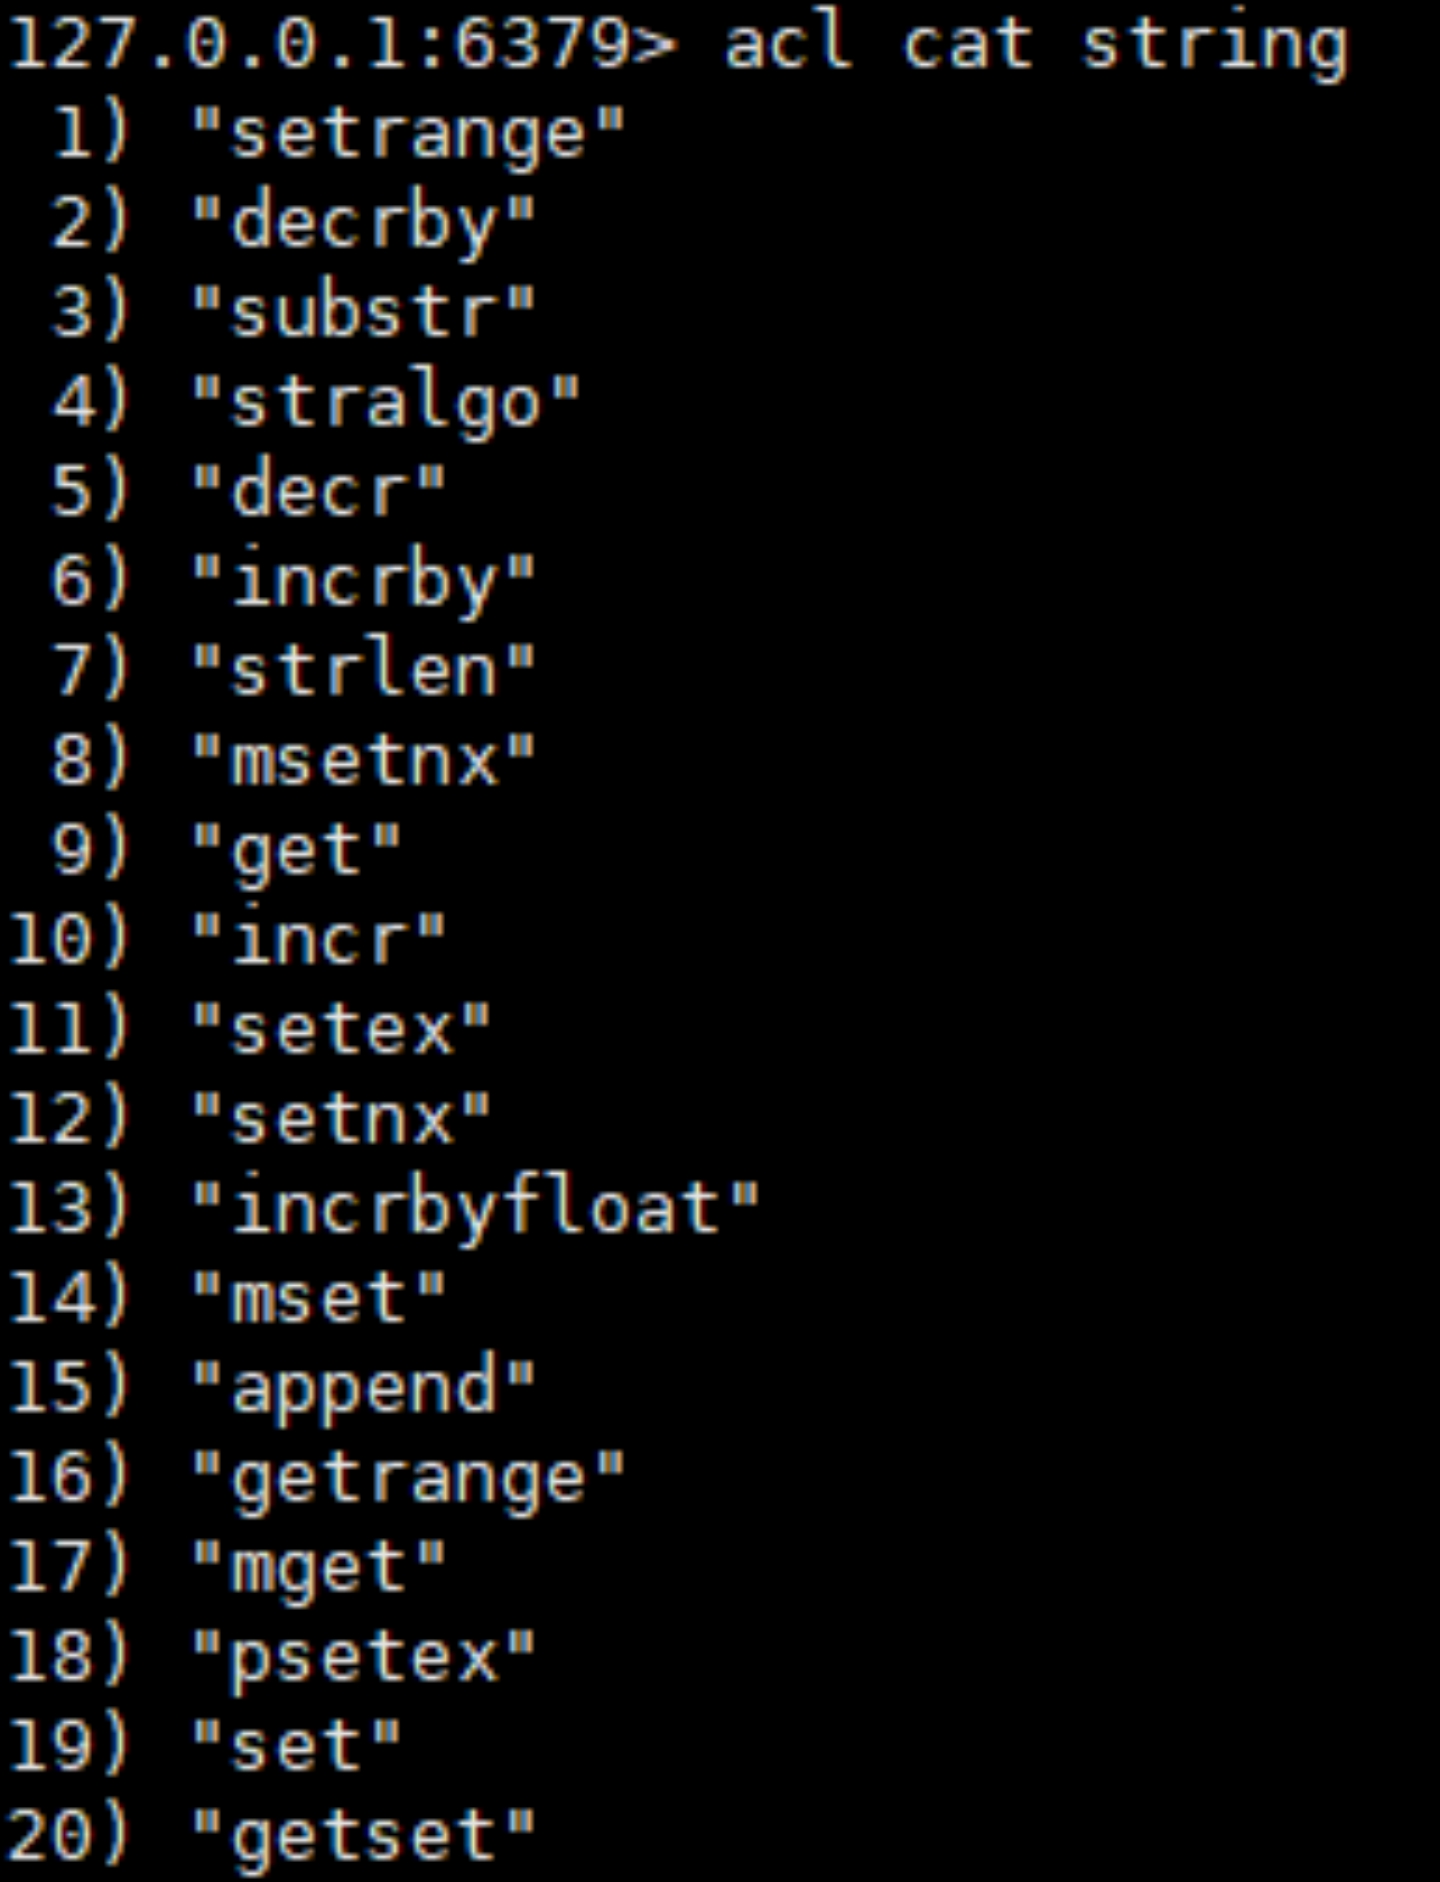 127.0.0.1:6379> acl cat string
1) "setrange"
2) "decrby"
3) "substr"
4) "stralgo"
5) "decr"
6) "incrby"
7) "strlen"
8) "msetnx"
9) "get"
10) "incr"
11) "setex"
12) "setnx"
13) "incrbyfloat"
14) "mset"
15) "append"
16) "getrange"
17) "mget"
18) "psetex"
19) "set"
20) "getset"